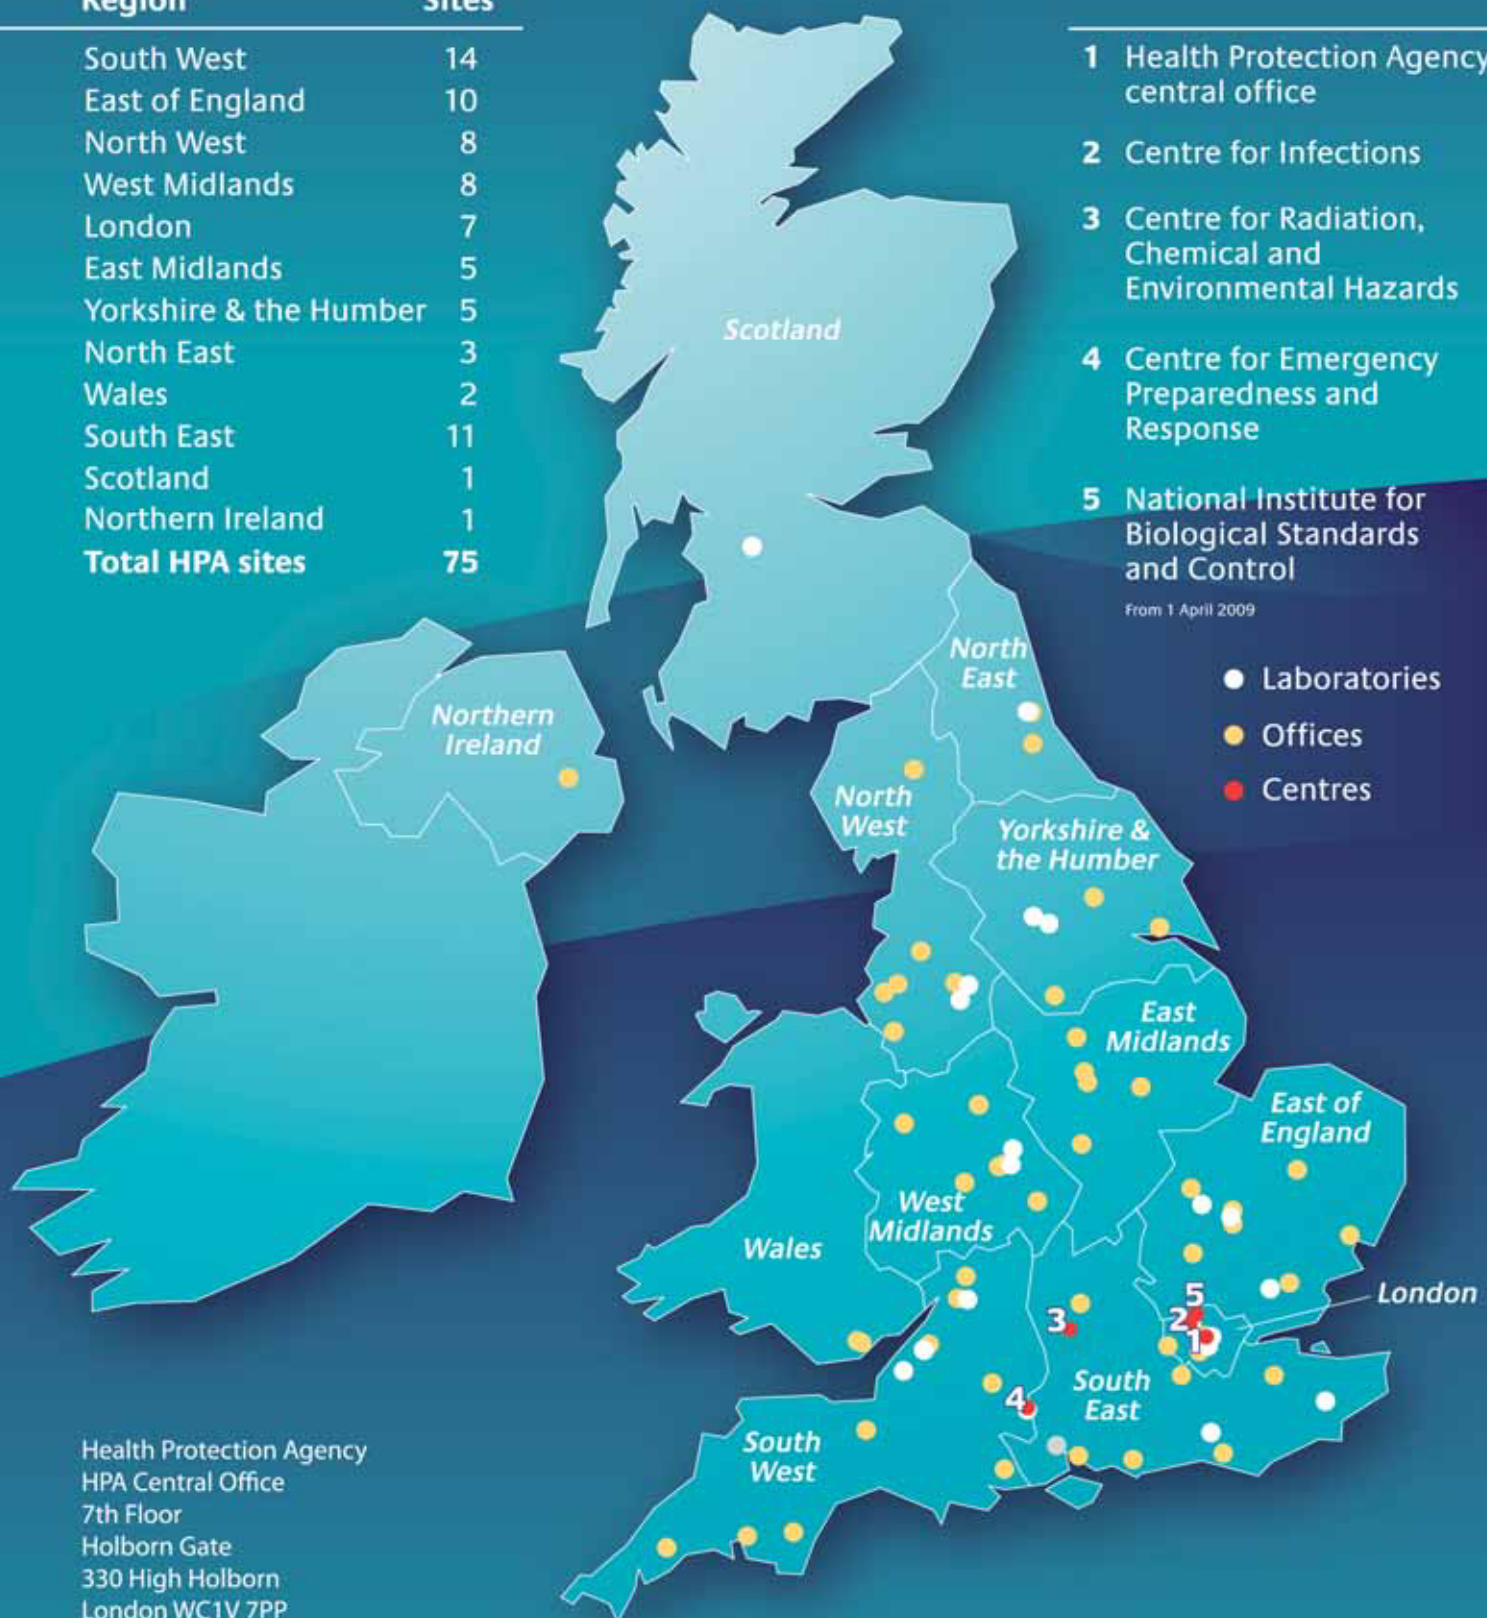 Region Sites
South West 14
East of England 10
North West 8
West Midlands 8
London 7
East Midlands 5
Yorkshire & the Humber 5
North East 3
Wales 2
South East 11
Scotland 1
Northern Ireland 1
Total HPA sites 75
1 Health Protection Agency
central office
2 Centre for Infections
3 Centre for Radiation,
Chemical and
Environmental Hazards
4 Centre for Emergency
Preparedness and
Response
5 National Institute for
Biological Standards
and Control
From 1 April 2009
Laboratories
Offices
Centres
Scotland
North
East
Northern
Ireland
North
West
Yorkshire &
the Humber
East
Midlands
East of
England
West
Midlands
Wales
London
5
2
1
3
4
South
East
South
West
Health Protection Agency
HPA Central Office
7th Floor
Holborn Gate
330 High Holborn
London WC1V 7PP